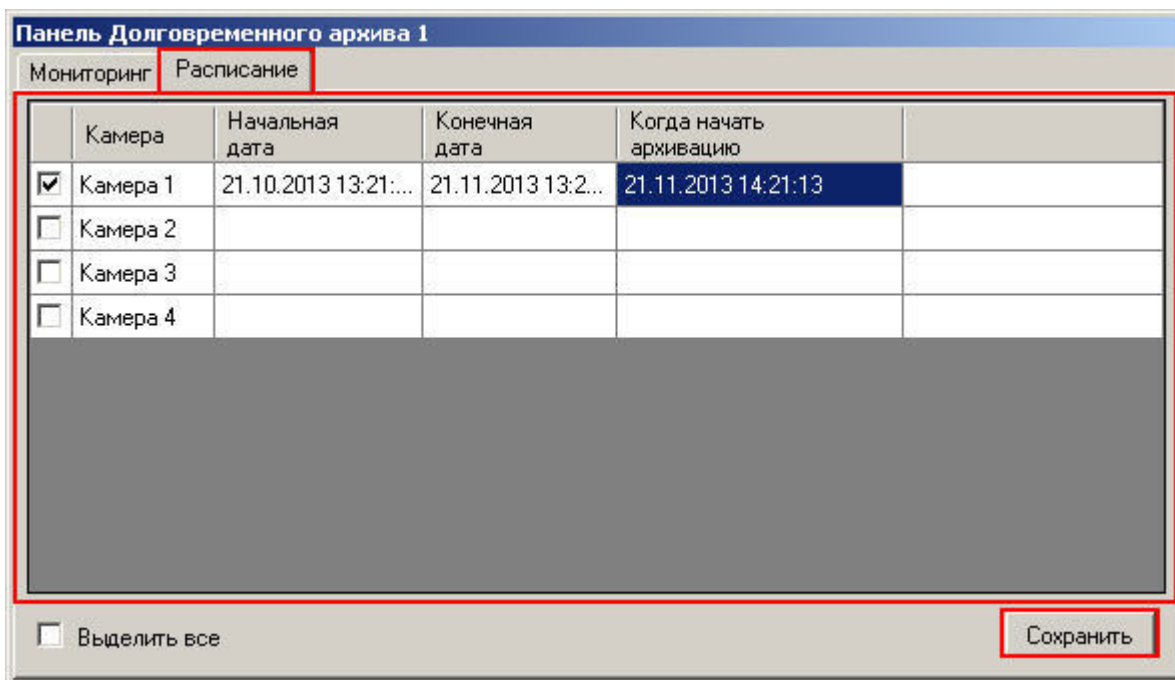 Панель Долговременного архива 1
Мониторинг Расписание
Камера Начальная дата Конечная дата Когда начать архивацию
Камера 1 21.10.2013 13:21:... 21.11.2013 13:2... 21.11.2013 14:21:13
Камера 2
Камера 3
Камера 4
Выделить все Сохранить